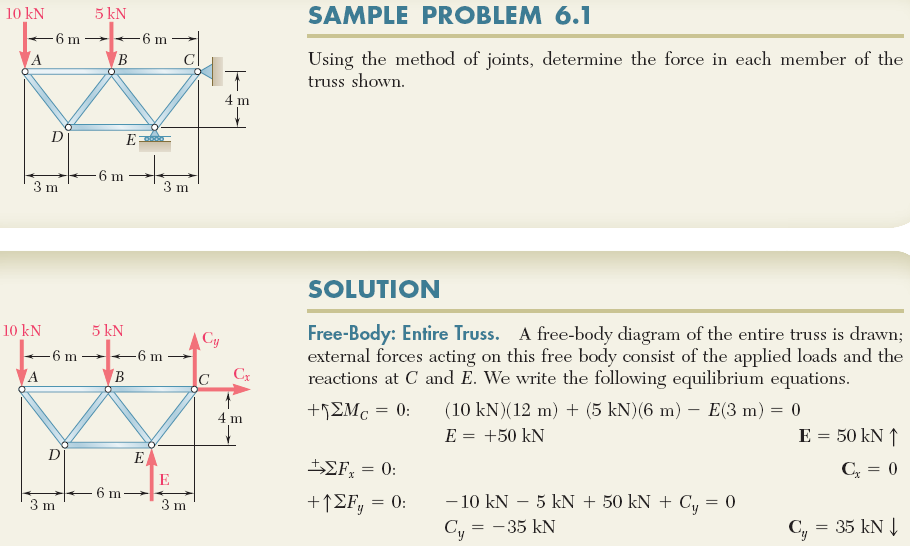 10 kN 5 kN
6 m 6 m
A B C
4 m
D E
6 m
3 m 3 m
SAMPLE PROBLEM 6.1
Using the method of joints, determine the force in each member of the
truss shown.
SOLUTION
10 kN 5 kN
C_y
6 m 6 m
C_x
A B C
4 m
D E
E
6 m
3 m 3 m
Free-Body: Entire Truss. A free-body diagram of the entire truss is drawn;
external forces acting on this free body consist of the applied loads and the
reactions at C and E. We write the following equilibrium equations.
+↰ΣM_C = 0: (10 kN)(12 m) + (5 kN)(6 m) − E(3 m) = 0
E = +50 kN E = 50 kN ↑
+→ΣF_x = 0: C_x = 0
+↑ΣF_y = 0: −10 kN − 5 kN + 50 kN + C_y = 0
C_y = −35 kN C_y = 35 kN ↓